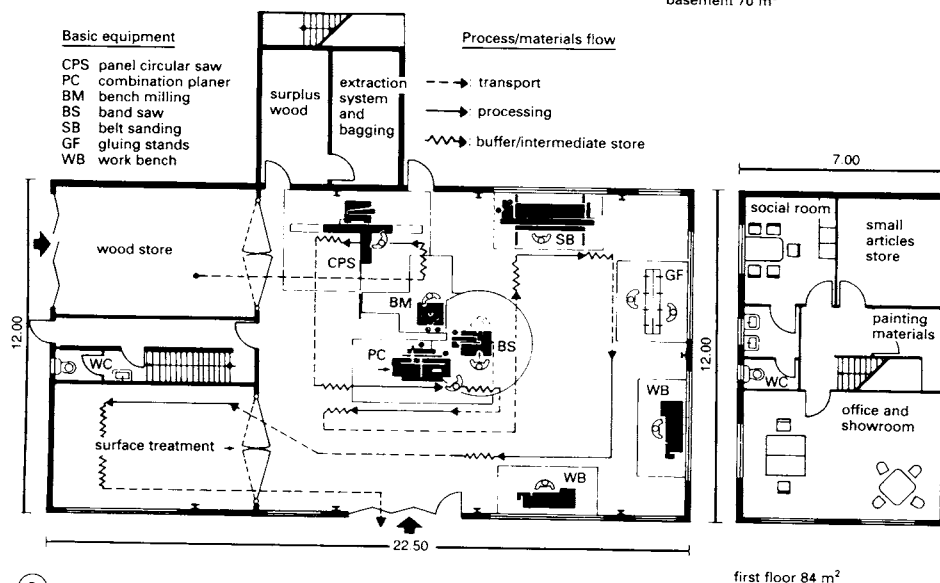 basement 70 m²
Basic equipment
CPS panel circular saw
PC combination planer
BM bench milling
BS band saw
SB belt sanding
GF gluing stands
WB work bench
Process/materials flow
: transport
: processing
: buffer/intermediate store
surplus
wood
extraction
system
and
bagging
7.00
social room
small
articles
store
wood store
CPS
SB
GF
BM
12.00
painting
materials
PC
BS
12.00
WC
WC
WB
office and
showroom
surface treatment
WB
22.50
first floor 84 m²